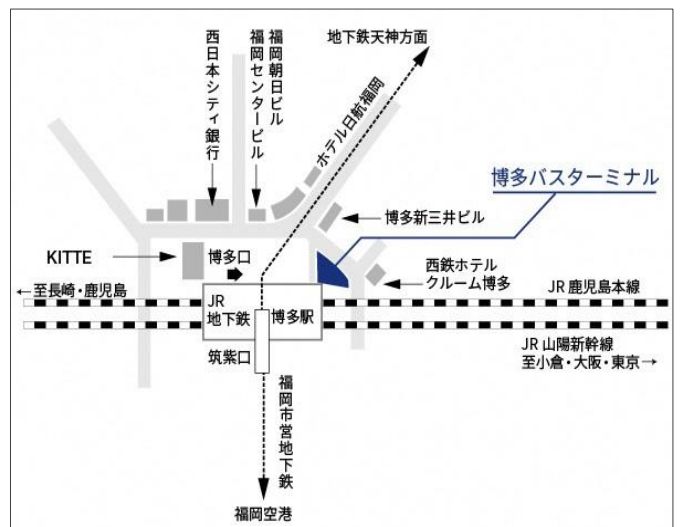 地下鉄天神方面
西日本シティ銀行
福岡センタービル
福岡朝日ビル
ホテル日航福岡
博多バスターミナル
博多新三井ビル
KITTE
博多口
西鉄ホテル
クルーム博多
←至長崎・鹿児島
JR 鹿児島本線
JR
地下鉄
博多駅
JR 山陽新幹線
至小倉・大阪・東京→
筑紫口
福岡市営地下鉄
福岡空港